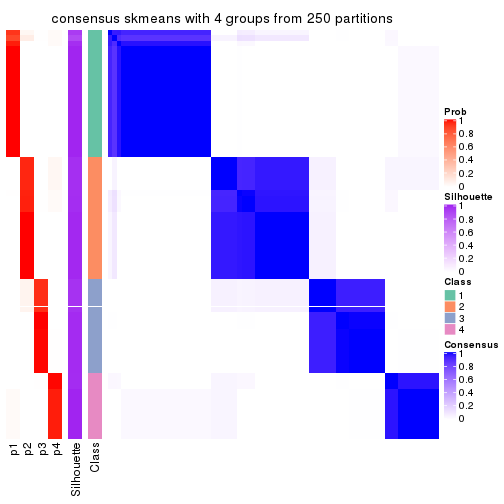 consensus skmeans with 4 groups from 250 partitions
Prob
1
0.8
0.6
0.4
0.2
0
Silhouette
1
0.8
0.6
0.4
0.2
0
Class
1
2
3
4
Consensus
1
0.8
0.6
0.4
0.2
0
p1
p2
p3
p4
Silhouette
Class